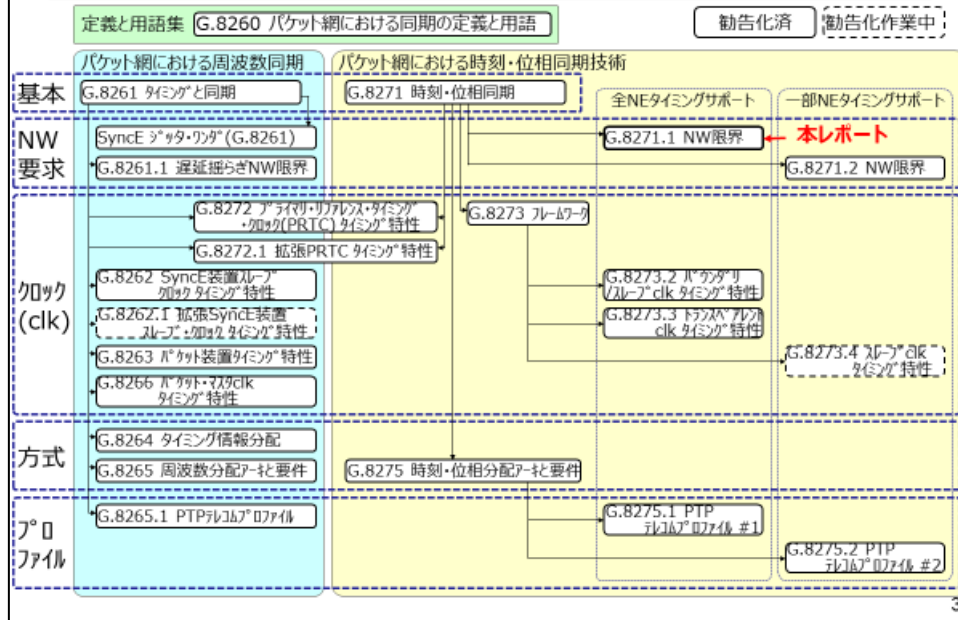 定義と用語集 G.8260 パケット網における同期の定義と用語
勧告化済
勧告化作業中
パケット網における周波数同期
パケット網における時刻・位相同期技術
基本
G.8261 ﾀｲﾐﾝｸﾞと同期
G.8271 時刻・位相同期
全NEタイミングサポート
一部NEタイミングサポート
NW
要求
SyncE ｼﾞｯﾀ・ﾜﾝﾀﾞ(G.8261)
G.8271.1 NW限界
本レポート
G.8261.1 遅延揺らぎNW限界
G.8271.2 NW限界
クロック
(clk)
G.8272 ﾌﾟﾗｲﾏﾘ・ﾘﾌｧﾚﾝｽ・ﾀｲﾐﾝｸﾞ
・ｸﾛｯｸ(PRTC) ﾀｲﾐﾝｸﾞ特性
G.8273 ﾌﾚｰﾑﾜｰｸ
G.8272.1 拡張PRTC ﾀｲﾐﾝｸﾞ特性
G.8262 SyncE装置ｽﾚｰﾌﾞ
ｸﾛｯｸ ﾀｲﾐﾝｸﾞ特性
G.8273.2 ﾊﾞｳﾝﾀﾞﾘ
/ｽﾚｰﾌﾞclk ﾀｲﾐﾝｸﾞ特性
G.8262.1 拡張SyncE装置
ｽﾚｰﾌﾞ・ｸﾛｯｸ ﾀｲﾐﾝｸﾞ特性
G.8273.3 ﾄﾗﾝｽﾍﾟｱﾚﾝﾄ
clk ﾀｲﾐﾝｸﾞ特性
G.8263 ﾊﾟｹｯﾄ装置ﾀｲﾐﾝｸﾞ特性
G.8273.4 ｽﾚｰﾌﾞclk
ﾀｲﾐﾝｸﾞ特性
G.8266 ﾊﾟｹｯﾄ・ﾏｽﾀclk
ﾀｲﾐﾝｸﾞ特性
方式
G.8264 タイミング情報分配
G.8265 周波数分配ｱｰｷと要件
G.8275 時刻・位相分配ｱｰｷと要件
プロ
ファイル
G.8265.1 PTPﾃﾚｺﾑﾌﾟﾛﾌｧｲﾙ
G.8275.1 PTP
ﾃﾚｺﾑﾌﾟﾛﾌｧｲﾙ #1
G.8275.2 PTP
ﾃﾚｺﾑﾌﾟﾛﾌｧｲﾙ #2
3